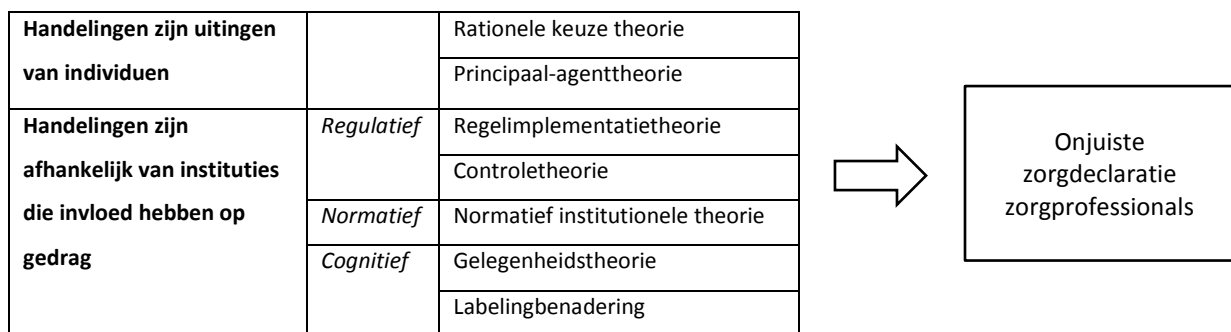 Handelingen zijn uitingen
van individuen
Rationele keuze theorie
Principaal-agenttheorie
Handelingen zijn
afhankelijk van instituties
die invloed hebben op
gedrag
Regulatief
Regelimplementatietheorie
Controletheorie
Normatief
Normatief institutionele theorie
Cognitief
Gelegenheidstheorie
Labelingbenadering
Onjuiste
zorgdeclaratie
zorgprofessionals